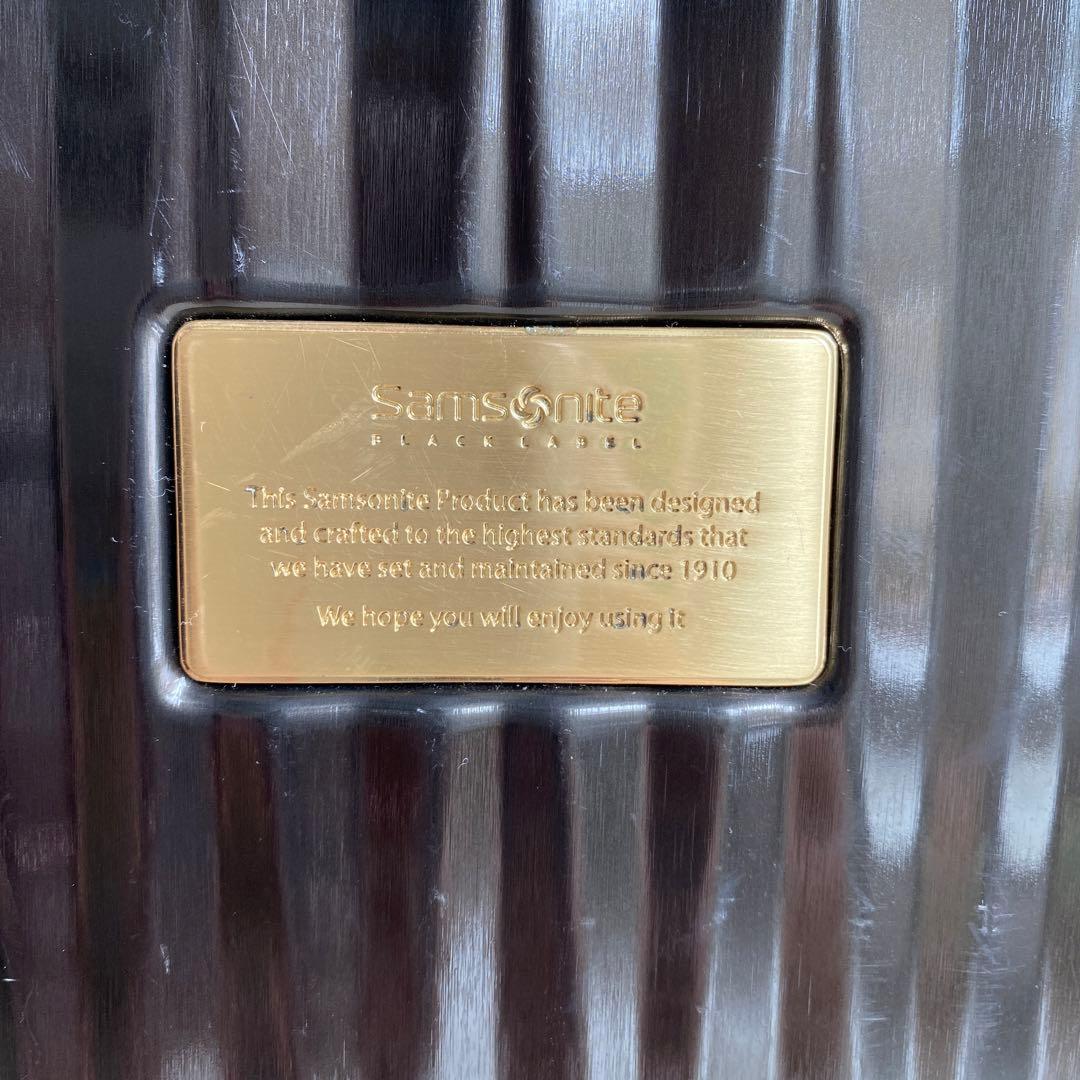 Samsonite
BLACK LABEL
This Samsonite Product has been designed
and crafted to the highest standards that
we have set and maintained since 1910
We hope you will enjoy using it